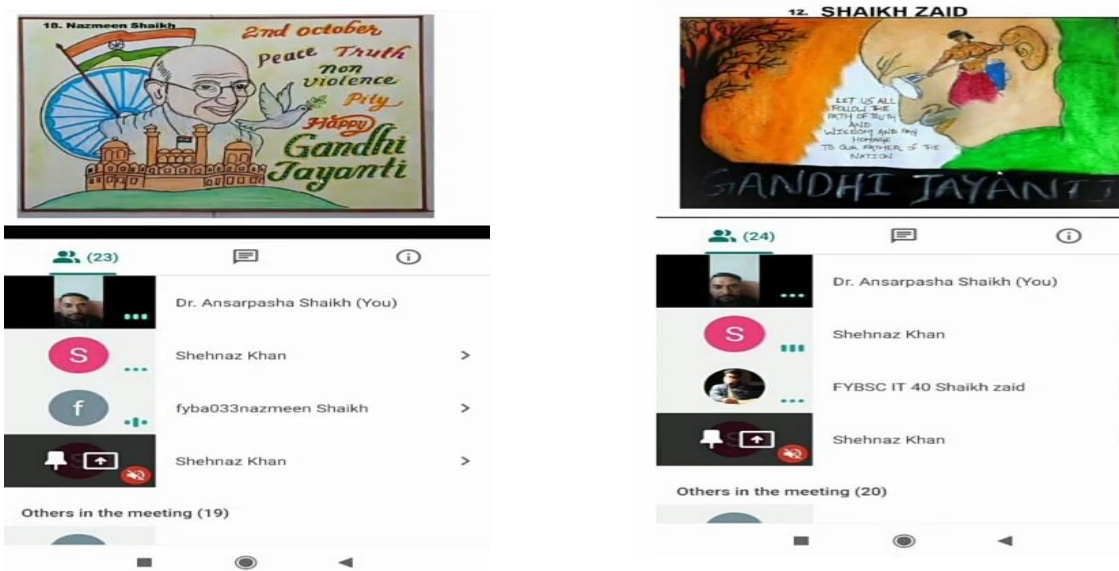 18. Nazmeen Shaikh
2nd october
Peace Truth
non
violence
Pity
Happy
Gandhi
Jayanti
(23)
Dr. Ansarpasha Shaikh (You)
S
Shehnaz Khan
f
fyba033nazmeen Shaikh
Shehnaz Khan
Others in the meeting (19)
12. SHAIKH ZAID
LET US ALL
FOLLOW THE
PATH OF TRUTH
AND
WISDOM AND PAY
HOMAGE
TO OUR FATHER OF THE
NATION
GANDHI JAYANTI
(24)
Dr. Ansarpasha Shaikh (You)
S
Shehnaz Khan
FYBSC IT 40 Shaikh zaid
Shehnaz Khan
Others in the meeting (20)